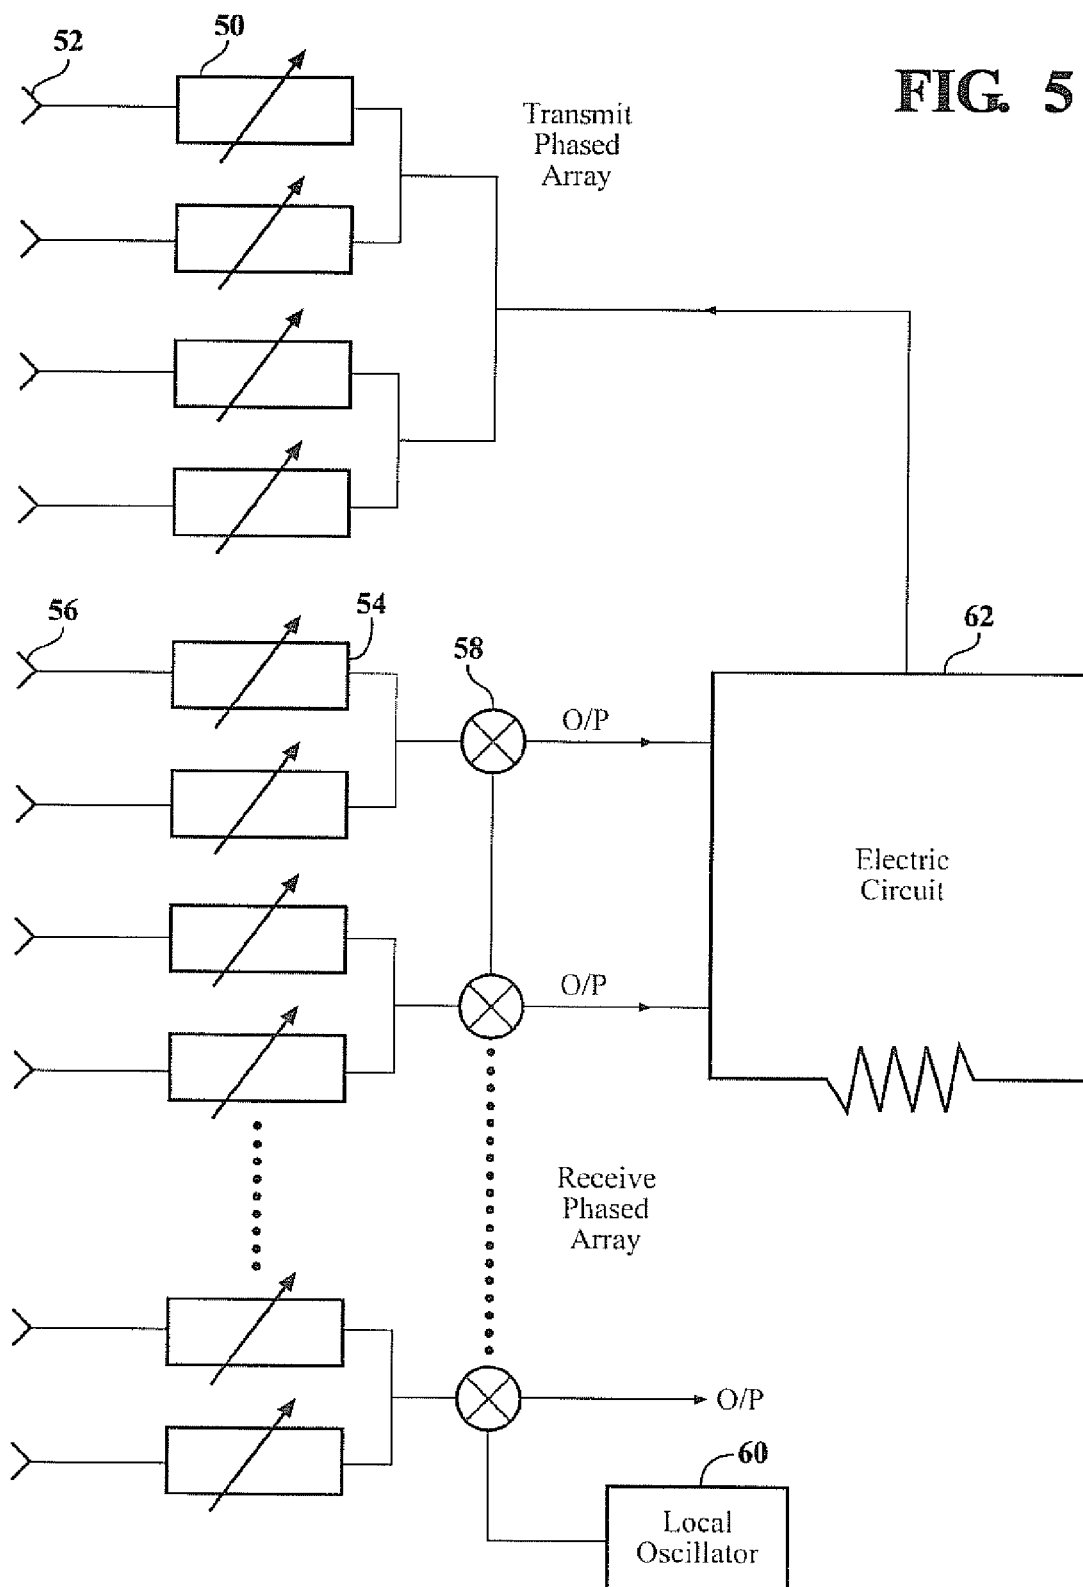 FIG. 5
52
50
Transmit
Phased
Array
56
54
58
62
O/P
Electric
Circuit
O/P
Receive
Phased
Array
O/P
60
Local
Oscillator